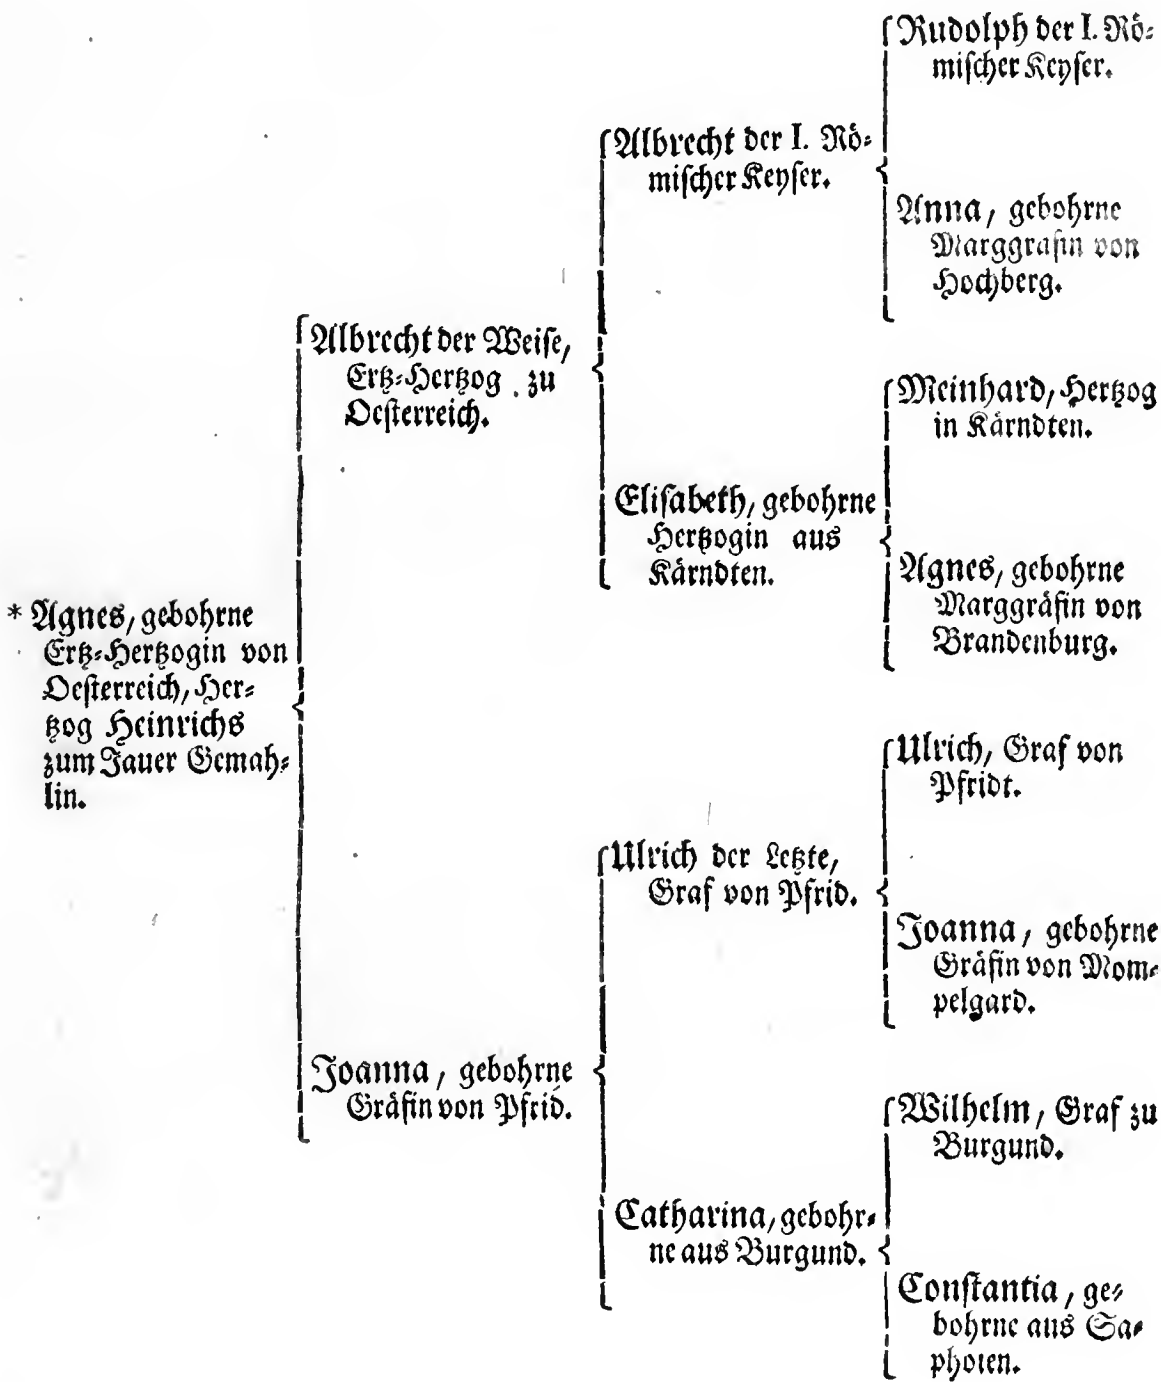 * Agnes, gebohrne
Ertz-Hertzogin von
Oesterreich, Her-
tzog Heinrichs
zum Jauer Gemah-
lin.
Albrecht der Weise,
Ertz-Hertzog zu
Oesterreich.
Joanna, gebohrne
Gräfin von Pfrid.
Albrecht der I. Rö-
mischer Keyser.
Elisabeth, gebohrne
Hertzogin aus
Kärndten.
Ulrich der Letzte,
Graf von Pfrid.
Catharina, gebohr-
ne aus Burgund.
Rudolph der I. Rö-
mischer Keyser.
Anna, gebohrne
Marggrafin von
Hochberg.
Meinhard, Hertzog
in Kärndten.
Agnes, gebohrne
Marggräfin von
Brandenburg.
Ulrich, Graf von
Pfridt.
Joanna, gebohrne
Gräfin von Mom-
pelgard.
Wilhelm, Graf zu
Burgund.
Constantia, ge-
bohrne aus Sa-
phoien.